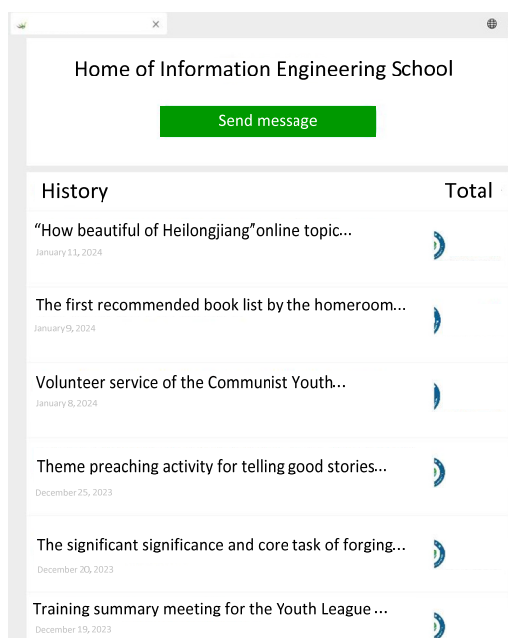 Home of Information Engineering School
Send message
History
Total
“How beautiful of Heilongjiang”online topic...
January 11, 2024
The first recommended book list by the homeroom...
January 9, 2024
Volunteer service of the Communist Youth...
January 8, 2024
Theme preaching activity for telling good stories...
December 25, 2023
The significant significance and core task of forging...
December 20, 2023
Training summary meeting for the Youth League ...
December 19, 2023